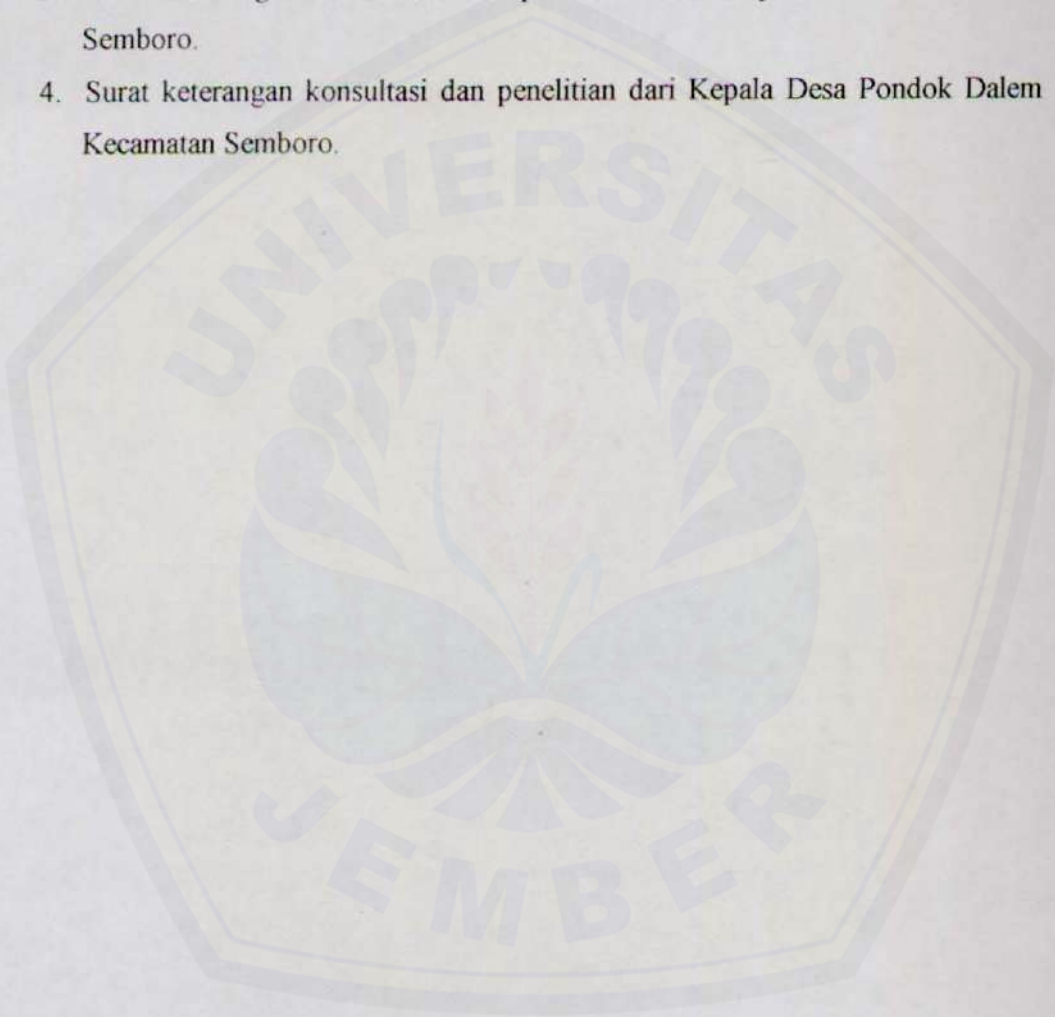 Semboro.
4. Surat keterangan konsultasi dan penelitian dari Kepala Desa Pondok Dalem
Kecamatan Semboro.
UNIVERSITAS
JEMBER